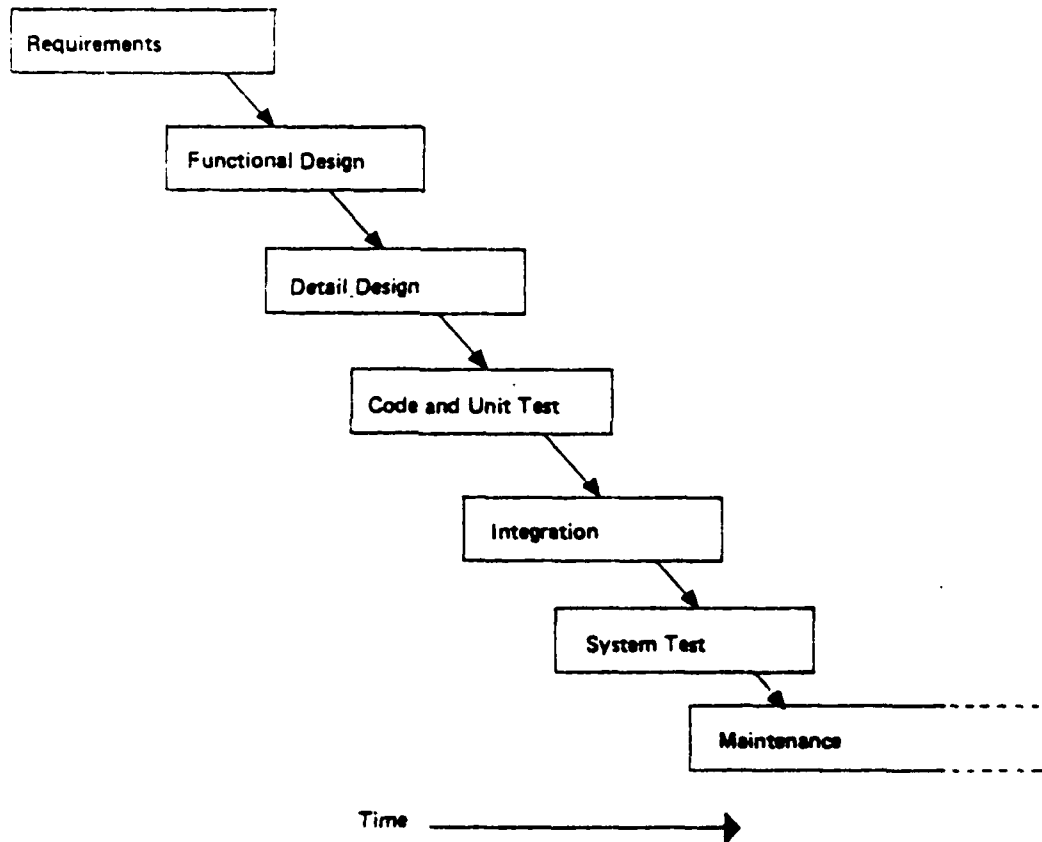 Requirements
Functional Design
Detail Design
Code and Unit Test
Integration
System Test
Maintenance
Time